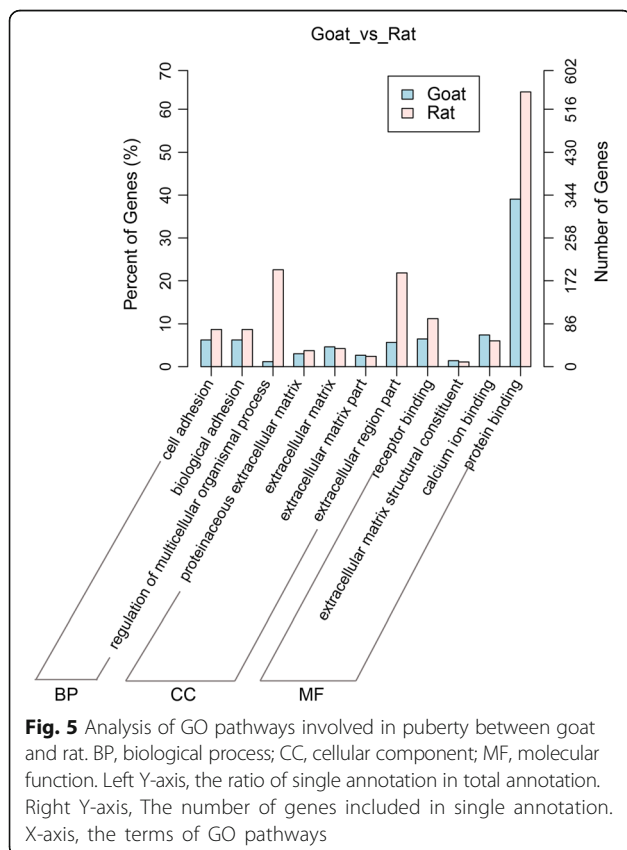 Goat_vs_Rat
Percent of Genes (%)
70
60
50
40
30
20
10
0
Goat
Rat
602
516
430
344
258
172
86
0
Number of Genes
cell adhesion
biological adhesion
regulation of multicellular organismal process
proteinaceous extracellular matrix
extracellular matrix
extracellular matrix part
extracellular region part
receptor binding
extracellular matrix structural constituent
calcium ion binding
protein binding
BP
CC
MF
Fig. 5 Analysis of GO pathways involved in puberty between goat
and rat. BP, biological process; CC, cellular component; MF, molecular
function. Left Y-axis, the ratio of single annotation in total annotation.
Right Y-axis, The number of genes included in single annotation.
X-axis, the terms of GO pathways